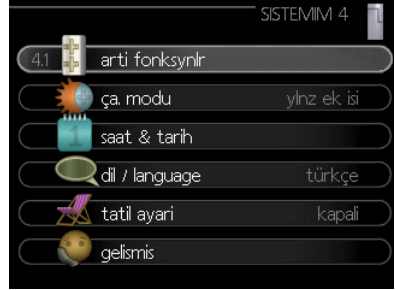 SISTEMIM 4
4.1 arti fonksynlr
ça. modu ylnz ek isi
1
saat & tarih
dil / language türkçe
tatil ayari kapali
gelismis